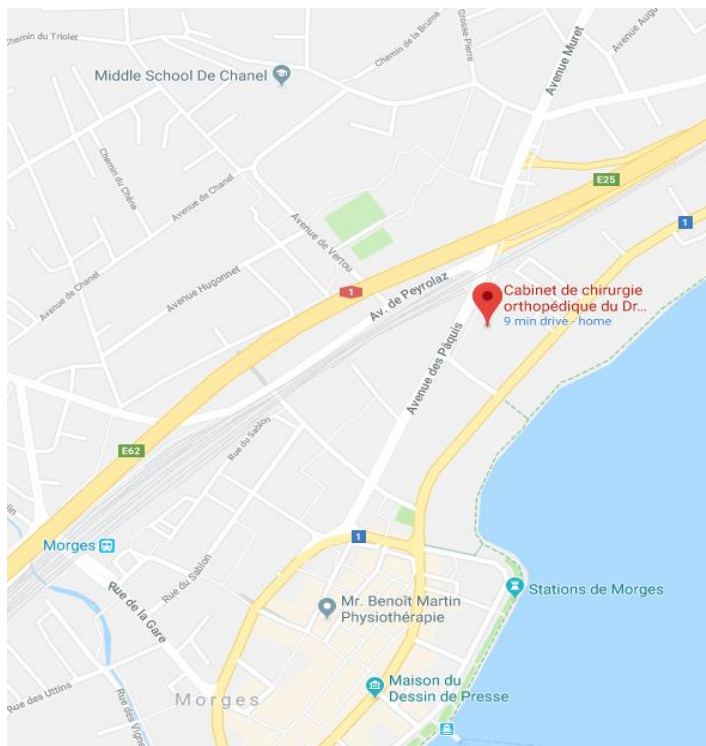 Chemin du Triolet
Chemin de la Brume
Grosse-Pierre
Avenue Muret
Avenue Augu
Middle School De Chanel
E25
Chemin du Chêne
Avenue de Chanel
1
Avenue de Vertou
Avenue Hugonnet
Avenue de Chanel
1
Av. de Peyrolaz
Cabinet de chirurgie
orthopédique du Dr...
9 min drive - home
Avenue des Pâquis
E62
Rue du Sablon
1
Morges
Rue du Sablon
Rue de la Gare
Stations de Morges
Mr. Benoît Martin
Physiothérapie
Maison du
Dessin de Presse
Rue des Uttins
Rue des Vigne
Morges